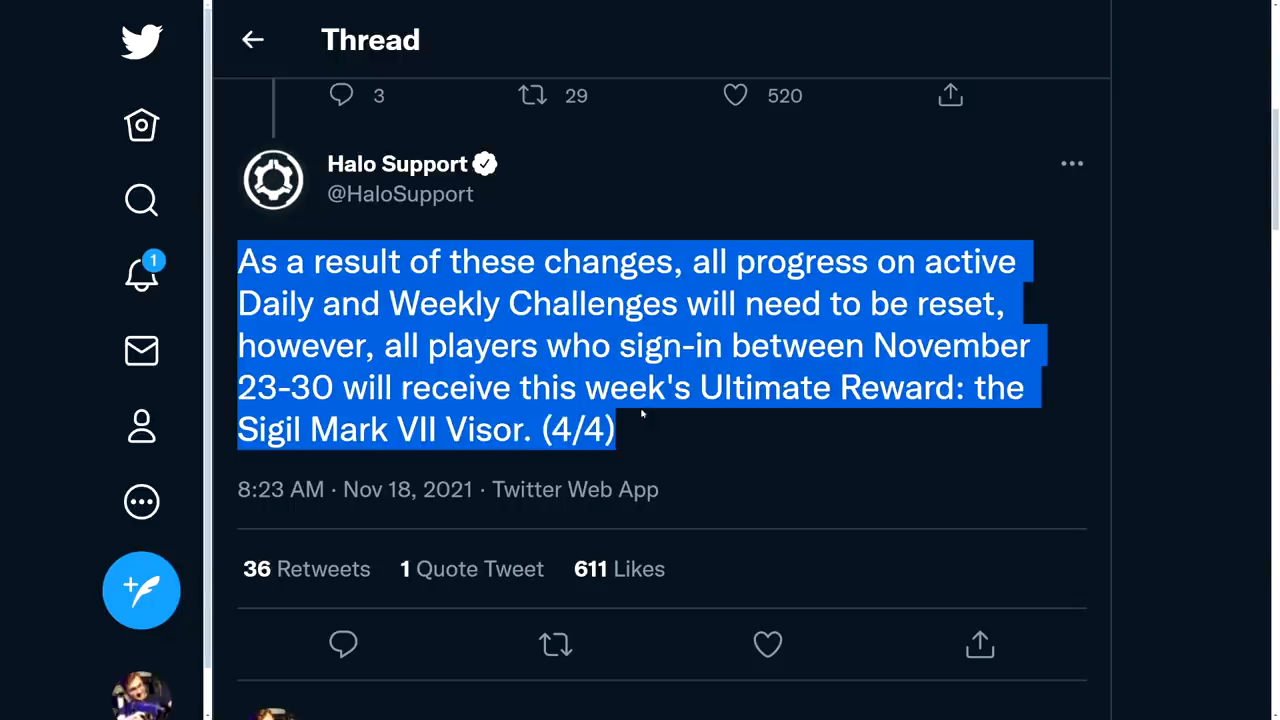 Thread
3 29 520
Halo Support
@HaloSupport
As a result of these changes, all progress on active
Daily and Weekly Challenges will need to be reset,
however, all players who sign-in between November
23-30 will receive this week's Ultimate Reward: the
Sigil Mark VII Visor. (4/4)
8:23 AM · Nov 18, 2021 · Twitter Web App
36 Retweets 1 Quote Tweet 611 Likes
1